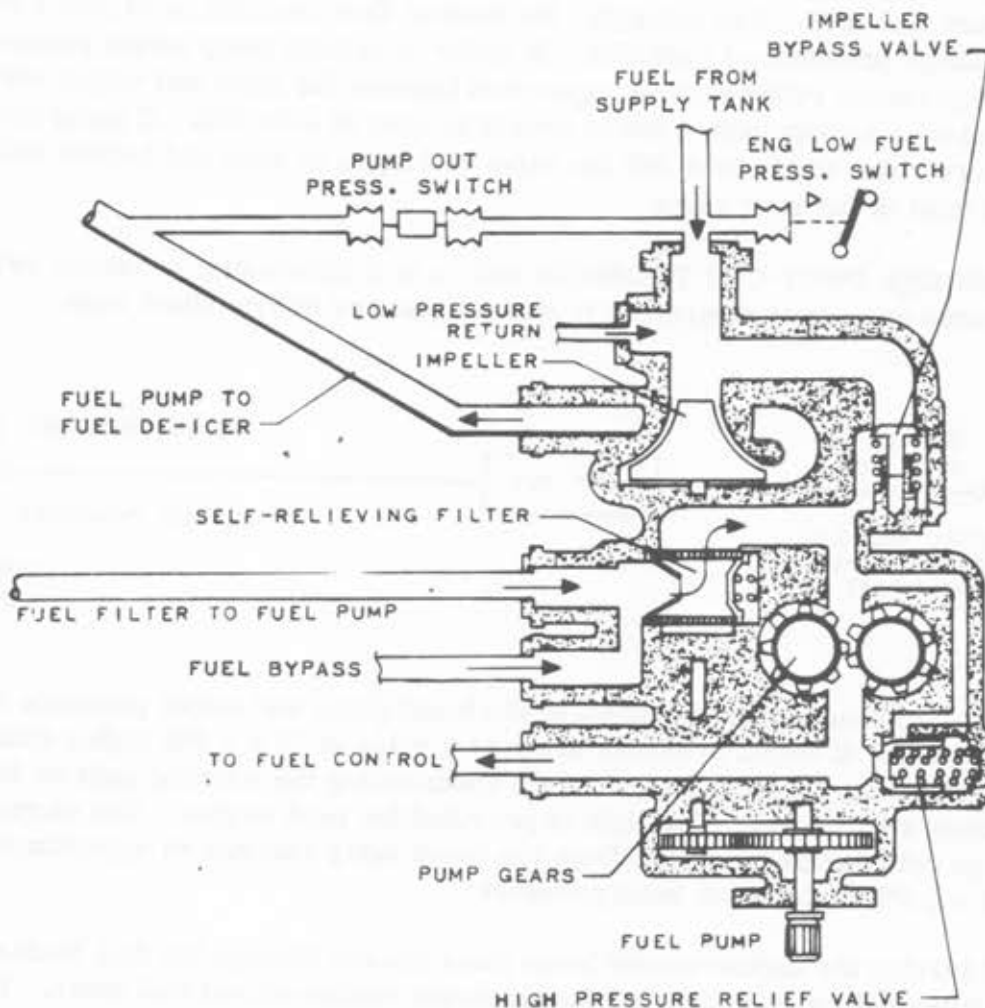 IMPELLER
BYPASS VALVE
FUEL FROM
SUPPLY TANK
ENG LOW FUEL
PRESS. SWITCH
PUMP OUT
PRESS. SWITCH
LOW PRESSURE
RETURN
IMPELLER
FUEL PUMP TO
FUEL DE-ICER
SELF-RELIEVING FILTER
FUEL FILTER TO FUEL PUMP
FUEL BYPASS
TO FUEL CONTROL
PUMP GEARS
FUEL PUMP
HIGH PRESSURE RELIEF VALVE